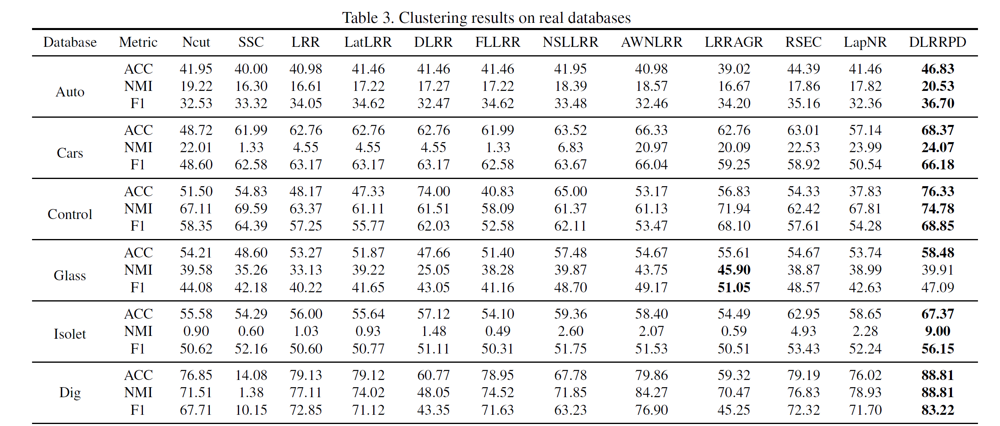 Table 3. Clustering results on real databases
Database Metric Ncut SSC LRR LatLRR DLRR FLLRR NSLLRR AWNLRR LRRAGR RSEC LapNR DLRRPD
ACC 41.95 40.00 40.98 41.46 41.46 41.46 41.95 40.98 39.02 44.39 41.46 46.83
Auto NMI 19.22 16.30 16.61 17.22 17.27 17.22 18.39 18.57 16.67 17.86 17.82 20.53
F1 32.53 33.32 34.05 34.62 32.47 34.62 33.48 32.46 34.20 35.16 32.36 36.70
ACC 48.72 61.99 62.76 62.76 62.76 61.99 63.52 66.33 62.76 63.01 57.14 68.37
Cars NMI 22.01 1.33 4.55 4.55 4.55 1.33 6.83 20.97 20.09 22.53 23.99 24.07
F1 48.60 62.58 63.17 63.17 63.17 62.58 63.67 66.04 59.25 58.92 50.54 66.18
ACC 51.50 54.83 48.17 47.33 74.00 40.83 65.00 53.17 56.83 54.33 37.83 76.33
Control NMI 67.11 69.59 63.37 61.11 61.51 58.09 61.37 61.13 71.94 62.42 67.81 74.78
F1 58.35 64.39 57.25 55.77 62.03 52.58 62.11 53.47 68.10 57.61 54.28 68.85
ACC 54.21 48.60 53.27 51.87 47.66 51.40 57.48 54.67 55.61 54.67 53.74 58.48
Glass NMI 39.58 35.26 33.13 39.22 25.05 38.28 39.87 43.75 45.90 38.87 38.99 39.91
F1 44.08 42.18 40.22 41.65 43.05 41.16 48.70 49.17 51.05 48.57 42.63 47.09
ACC 55.58 54.29 56.00 55.64 57.12 54.10 59.36 58.40 54.49 62.95 58.65 67.37
Isolet NMI 0.90 0.60 1.03 0.93 1.48 0.49 2.60 2.07 0.59 4.93 2.28 9.00
F1 50.62 52.16 50.60 50.77 51.11 50.31 51.75 51.53 50.51 53.43 52.24 56.15
ACC 76.85 14.08 79.13 79.12 60.77 78.95 67.78 79.86 59.32 79.19 76.02 88.81
Dig NMI 71.51 1.38 77.11 74.02 48.05 74.52 71.85 84.27 70.47 76.83 78.93 88.81
F1 67.71 10.15 72.85 71.12 43.35 71.63 63.23 76.90 45.25 72.32 71.70 83.22